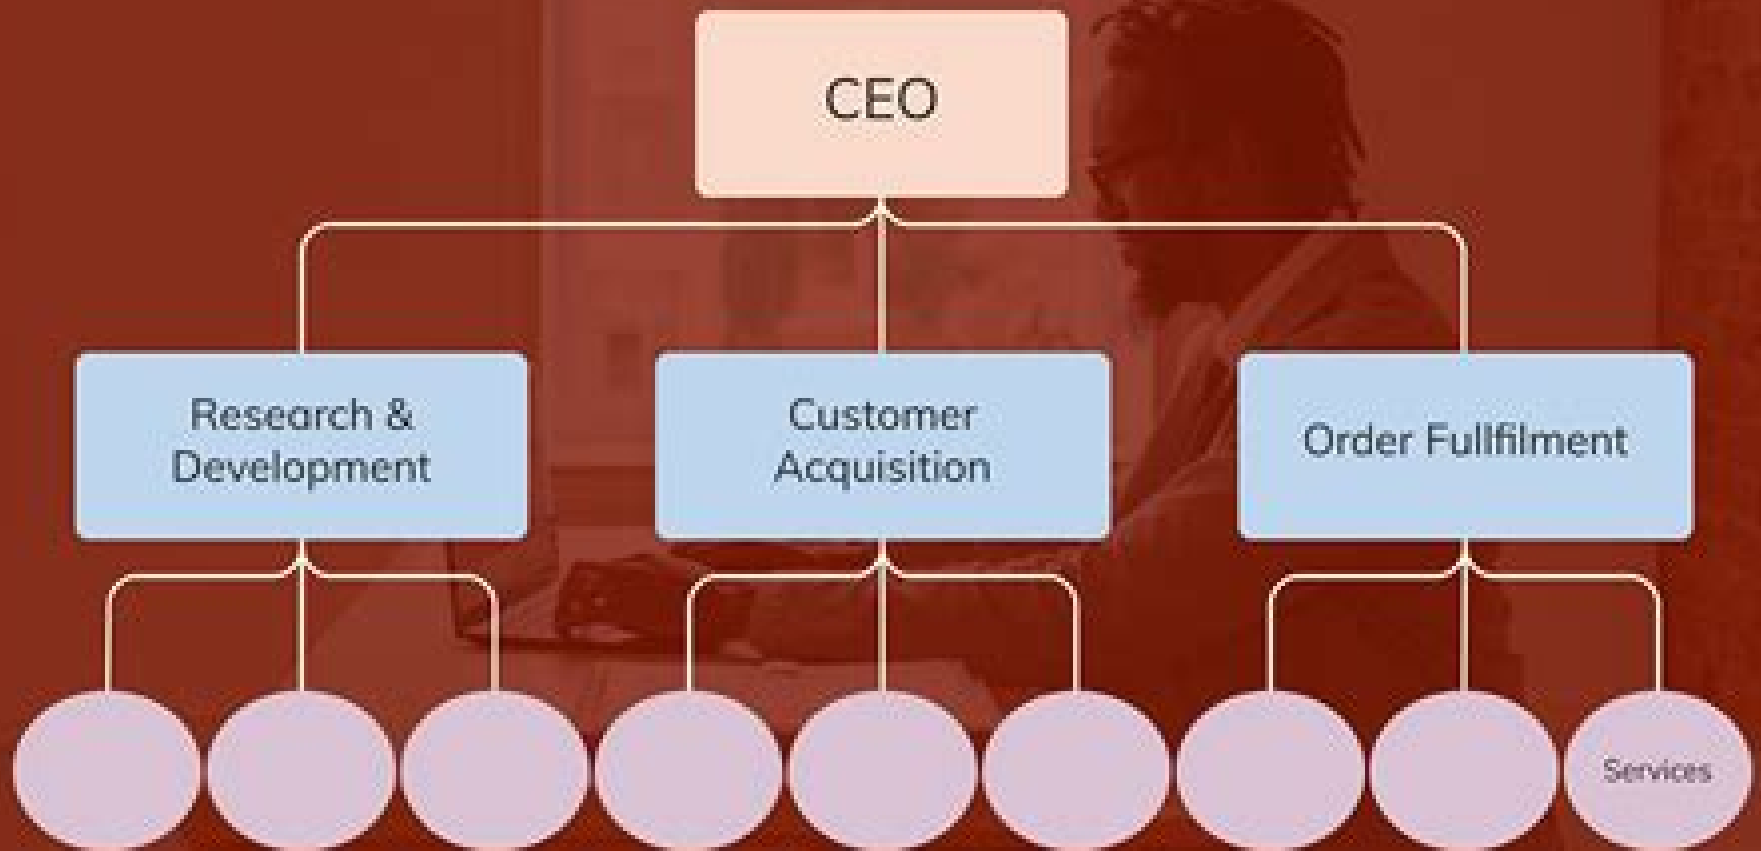 CEO
Research &
Development
Customer
Acquisition
Order Fullfilment
Services